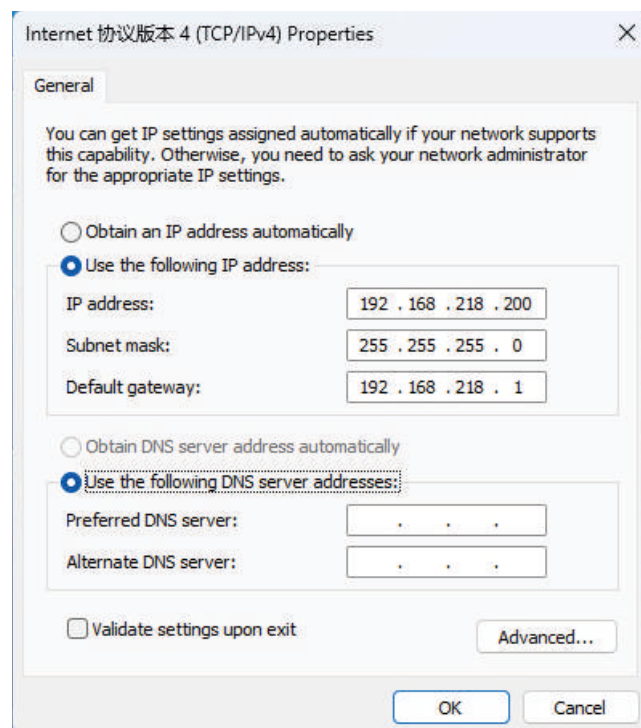 Internet 协议版本 4 (TCP/IPv4) Properties
General
You can get IP settings assigned automatically if your network supports
this capability. Otherwise, you need to ask your network administrator
for the appropriate IP settings.
Obtain an IP address automatically
Use the following IP address:
IP address: 192 . 168 . 218 . 200
Subnet mask: 255 . 255 . 255 . 0
Default gateway: 192 . 168 . 218 . 1
Obtain DNS server address automatically
Use the following DNS server addresses:
Preferred DNS server: . . .
Alternate DNS server: . . .
Validate settings upon exit
Advanced...
OK Cancel